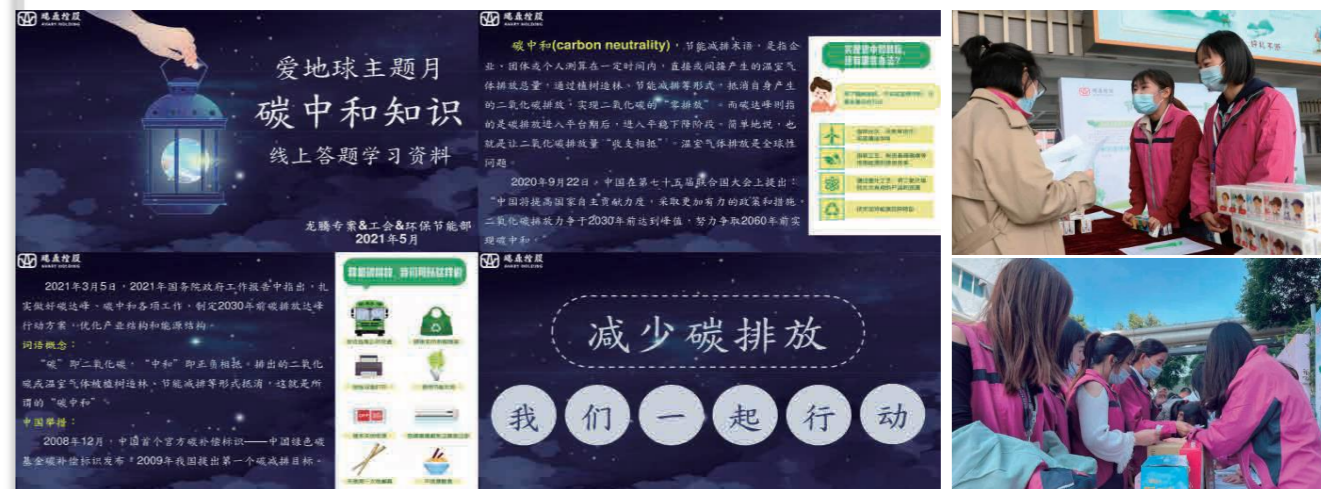 鹏鼎控股
AVARY HOLDING
爱地球主题月
碳中和知识
线上答题学习资料
龙腾专案&工会&环保节能部
2021年5月
鹏鼎控股
AVARY HOLDING
碳中和(carbon neutrality)，节能减排术语，是指企
业、团体或个人测算在一定时间内，直接或间接产生的温室气
体排放总量，通过植树造林、节能减排等形式，抵消自身产生
的二氧化碳排放，实现二氧化碳的“零排放”。而碳达峰则指
的是碳排放进入平台期后，进入平稳下降阶段。简单地说，也
就是让二氧化碳排放量“收支相抵”。温室气体排放是全球性
问题。
2020年9月22日，中国在第七十五届联合国大会上提出：
“中国将提高国家自主贡献力度，采取更加有力的政策和措施，
二氧化碳排放力争于2030年前达到峰值，努力争取2060年前实
现碳中和。”
鹏鼎控股
AVARY HOLDING
2021年3月5日，2021年国务院政府工作报告中指出，扎
实做好碳达峰、碳中和各项工作，制定2030年前碳排放达峰
行动方案，优化产业结构和能源结构。
词语概念：
“碳”即二氧化碳，“中和”即正负相抵。排出的二氧化
碳或温室气体被植树造林、节能减排等形式抵消，这就是所
谓的“碳中和”。
中国举措：
2008年12月，中国首个官方碳补偿标识——中国绿色碳
基金碳补偿标识发布。2009年我国提出第一个碳减排目标。
鹏鼎控股
AVARY HOLDING
减少碳排放
我们一起行动